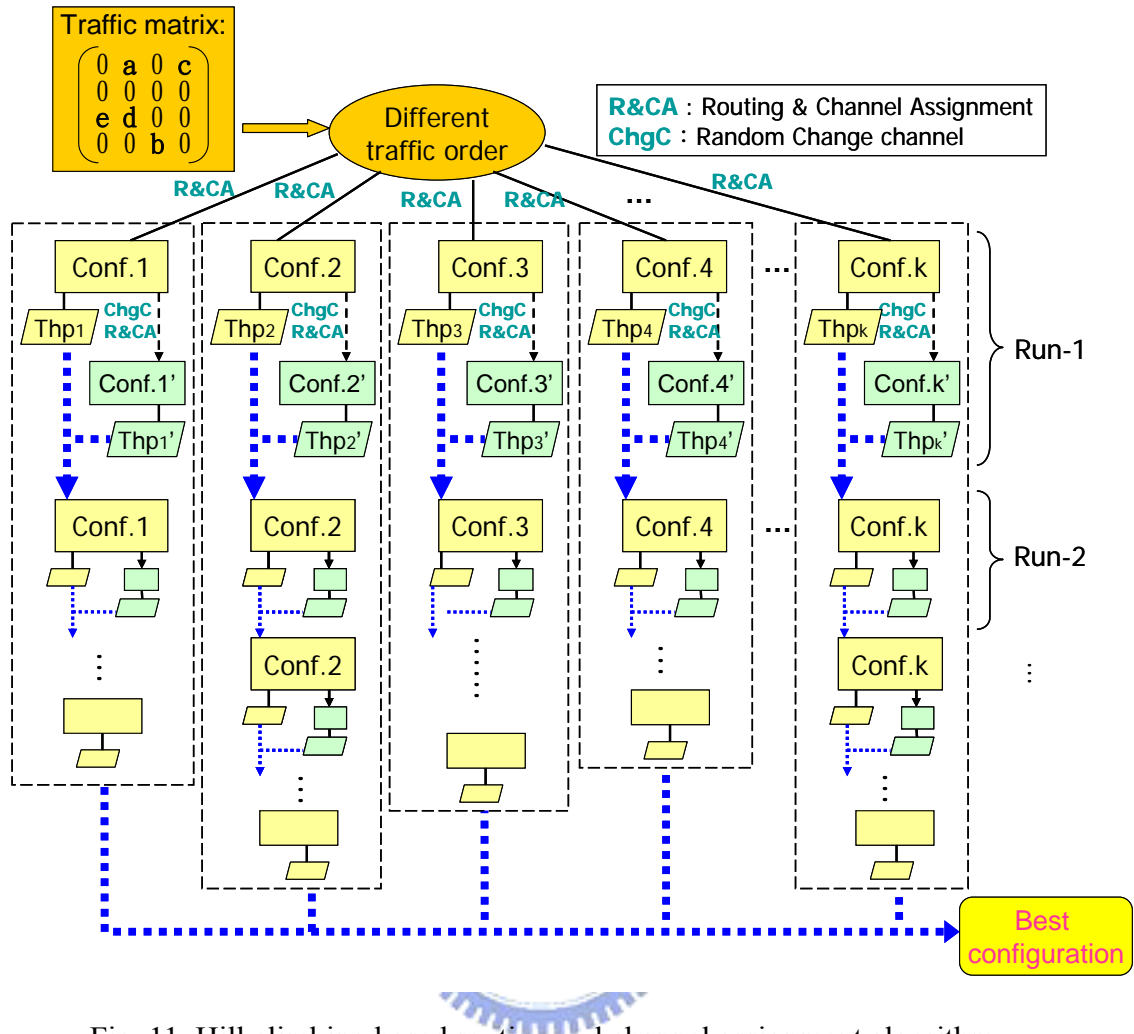 Traffic matrix:
0 a 0 c
0 0 0 0
e d 0 0
0 0 b 0
Different
traffic order
R&CA : Routing & Channel Assignment
ChgC : Random Change channel
R&CA R&CA R&CA R&CA ... R&CA
Conf.1 Conf.2 Conf.3 Conf.4 ... Conf.k
Thp1 Thp2 ChgC Thp3 ChgC Thp4 ChgC Thpk ChgC
ChgC R&CA R&CA R&CA R&CA R&CA
Run-1
Conf.1' Conf.2' Conf.3' Conf.4' Conf.k'
Thp1' Thp2' Thp3' Thp4' Thpk'
Conf.1 Conf.2 Conf.3 Conf.4 ... Conf.k
Run-2
Conf.2 Conf.k
Best
configuration